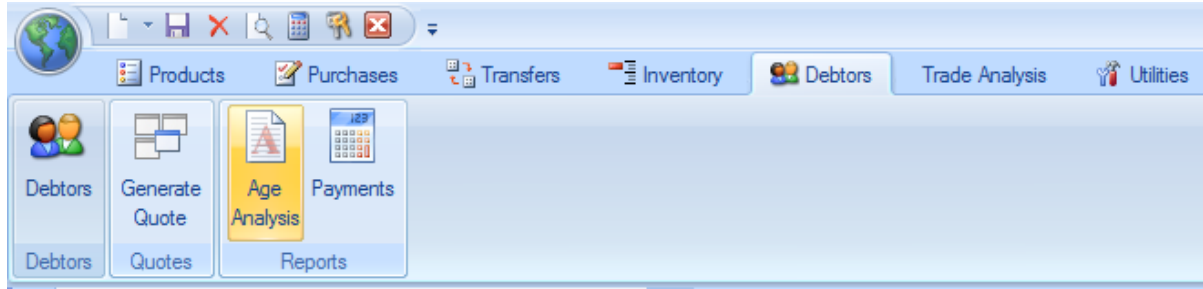 Products Purchases Transfers Inventory Debtors Trade Analysis Utilities
Debtors
Generate
Quote
Age
Analysis
Payments
Debtors Quotes Reports